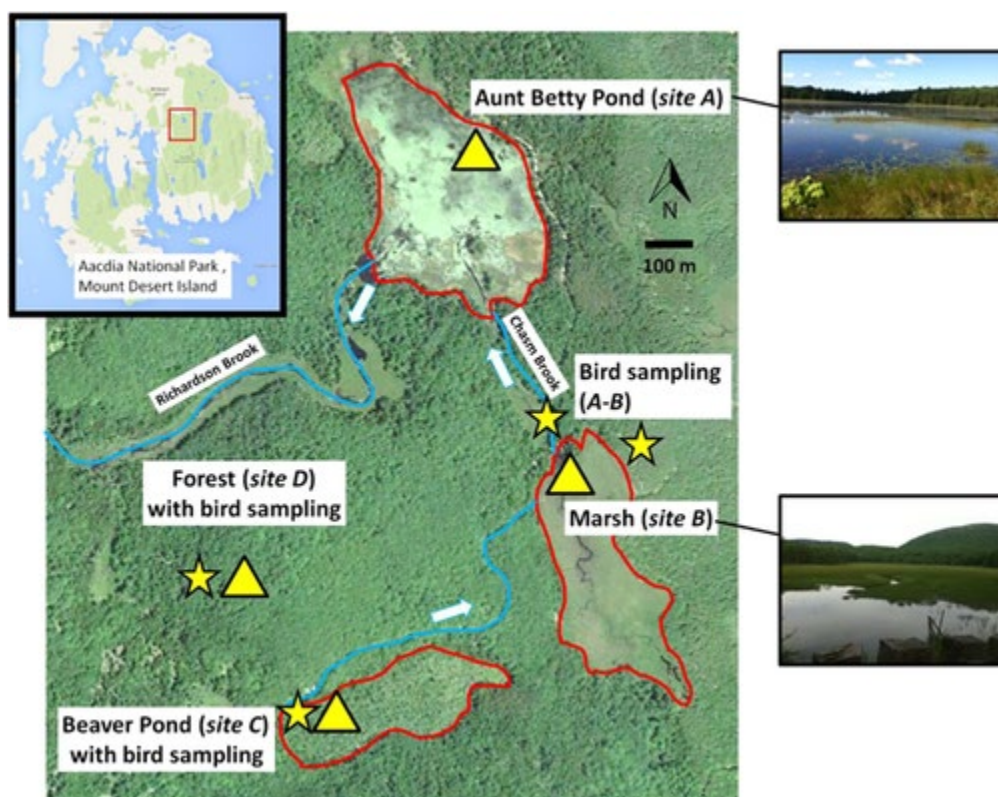 Aacdia National Park ,
Mount Desert Island
Aunt Betty Pond (site A)
N
100 m
Chasm Brook
Richardson Brook
Bird sampling
(A-B)
Forest (site D)
with bird sampling
Marsh (site B)
Beaver Pond (site C)
with bird sampling